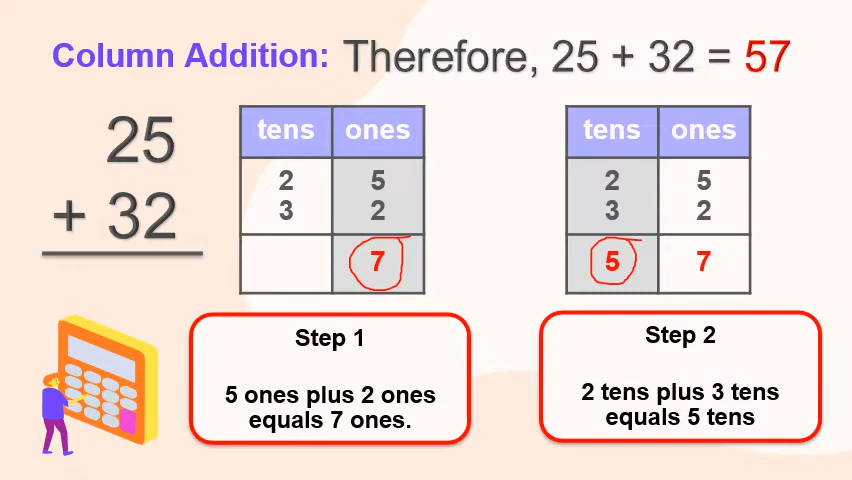 Column Addition: Therefore, 25 + 32 = 57
25
+ 32
tens ones
2 5
3 2
7
tens ones
2 5
3 2
5 7
Step 1
5 ones plus 2 ones
equals 7 ones.
Step 2
2 tens plus 3 tens
equals 5 tens